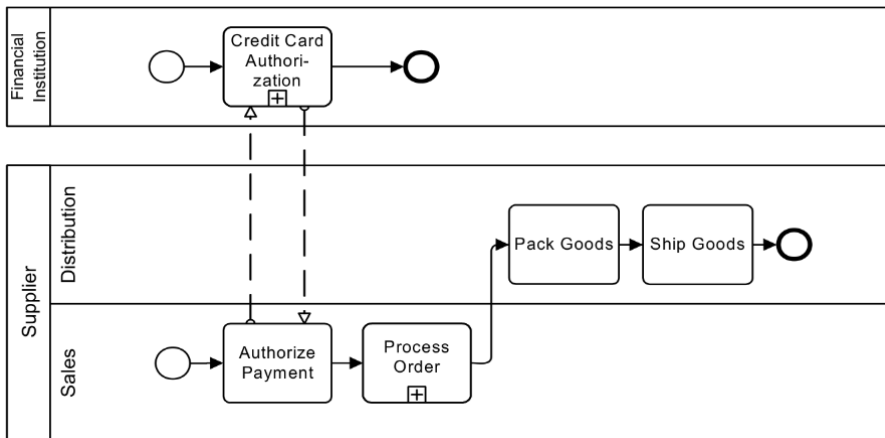 Financial
Institution
Credit Card
Authori-
zation
Supplier
Distribution
Pack Goods
Ship Goods
Sales
Authorize
Payment
Process
Order